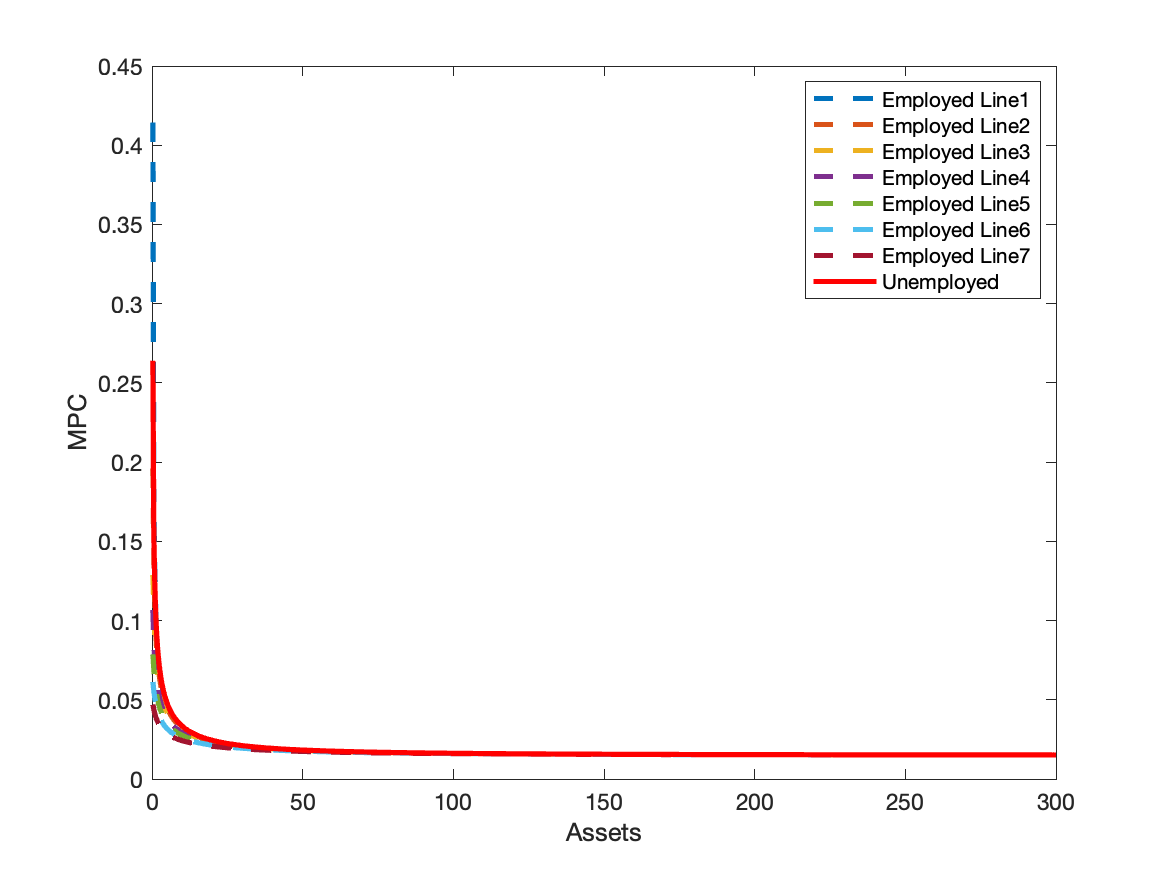 0.45
0.4
0.35
0.3
0.25
0.2
0.15
0.1
0.05
0
MPC
0 50 100 150 200 250 300
Assets
Employed Line1
Employed Line2
Employed Line3
Employed Line4
Employed Line5
Employed Line6
Employed Line7
Unemployed